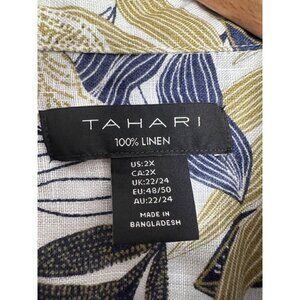 TAHARI
100% LINEN
US:2X
CA:2X
UK:22/24
EU:48/50
AU:22/24
MADE IN
BANGLADESH